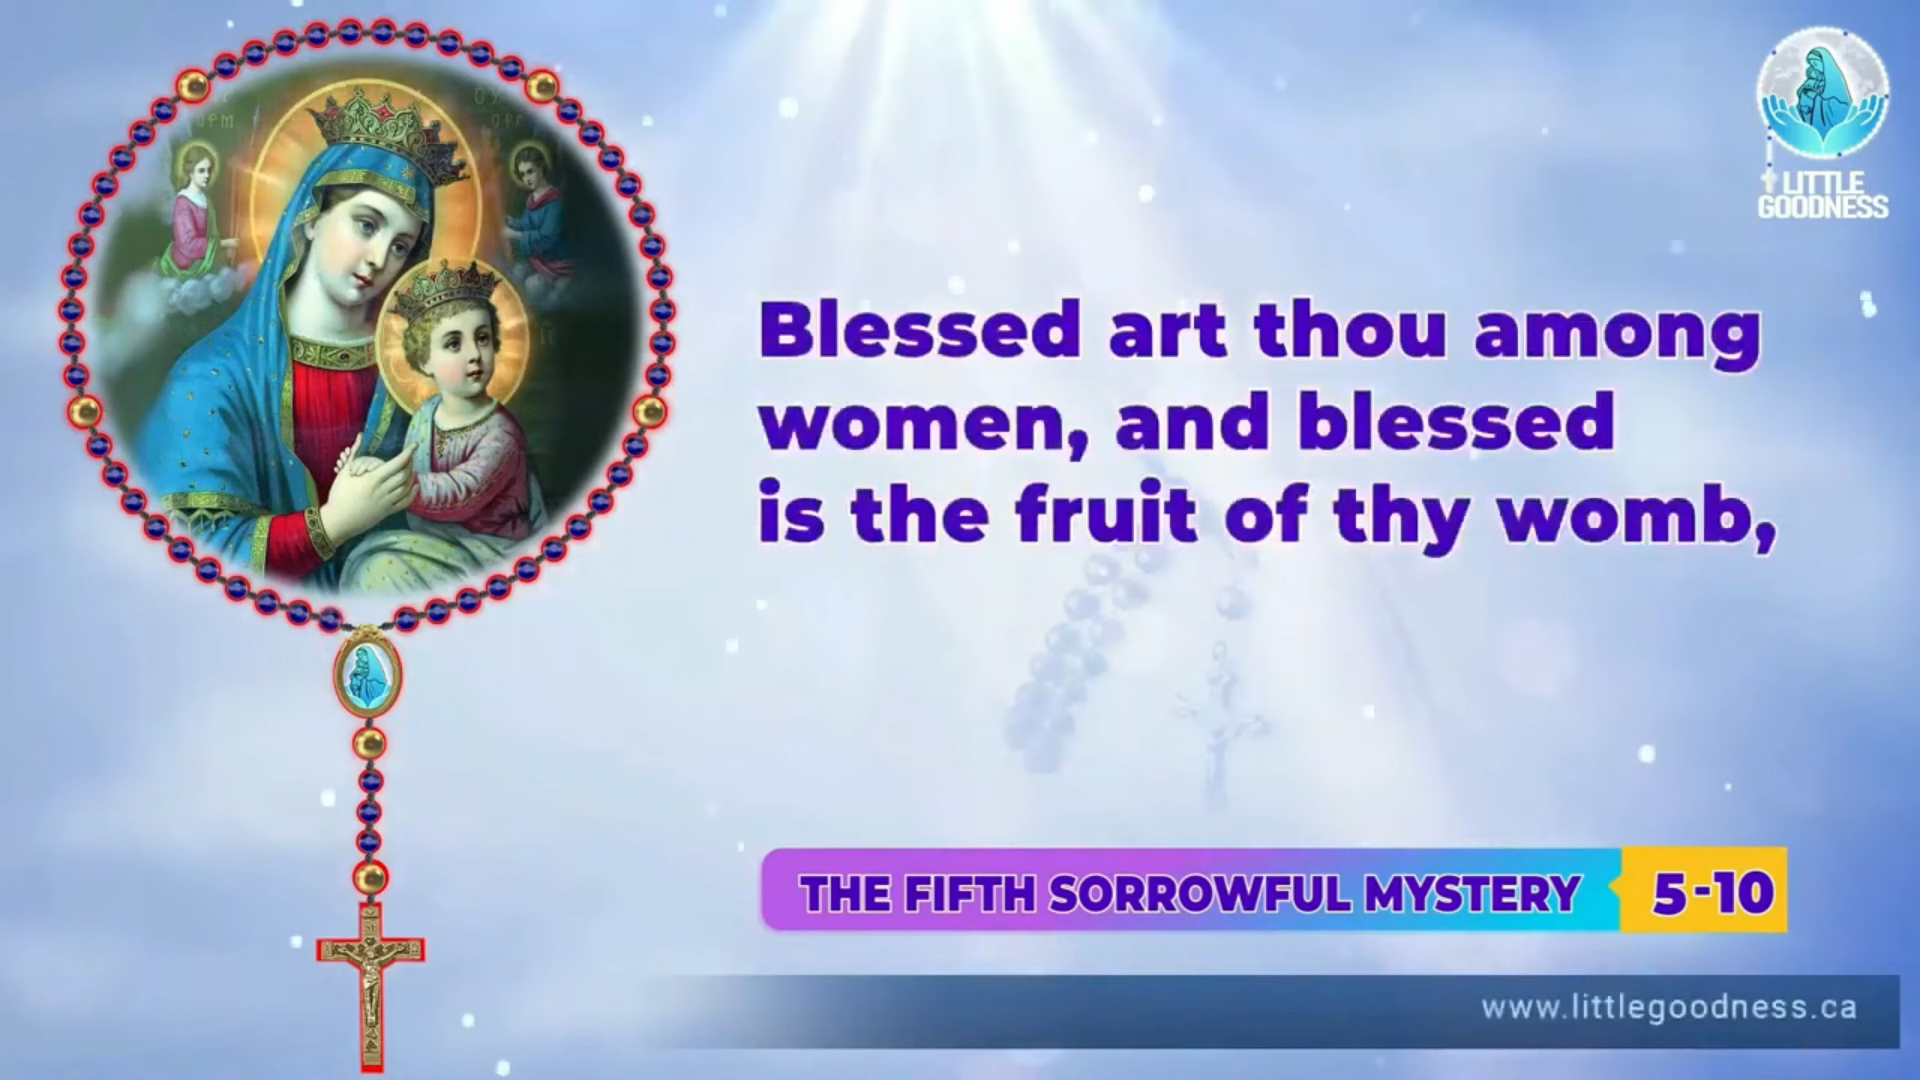 LITTLE
GOODNESS
Blessed art thou among
women, and blessed
is the fruit of thy womb,
THE FIFTH SORROWFUL MYSTERY 5-10
www.littlegoodness.ca